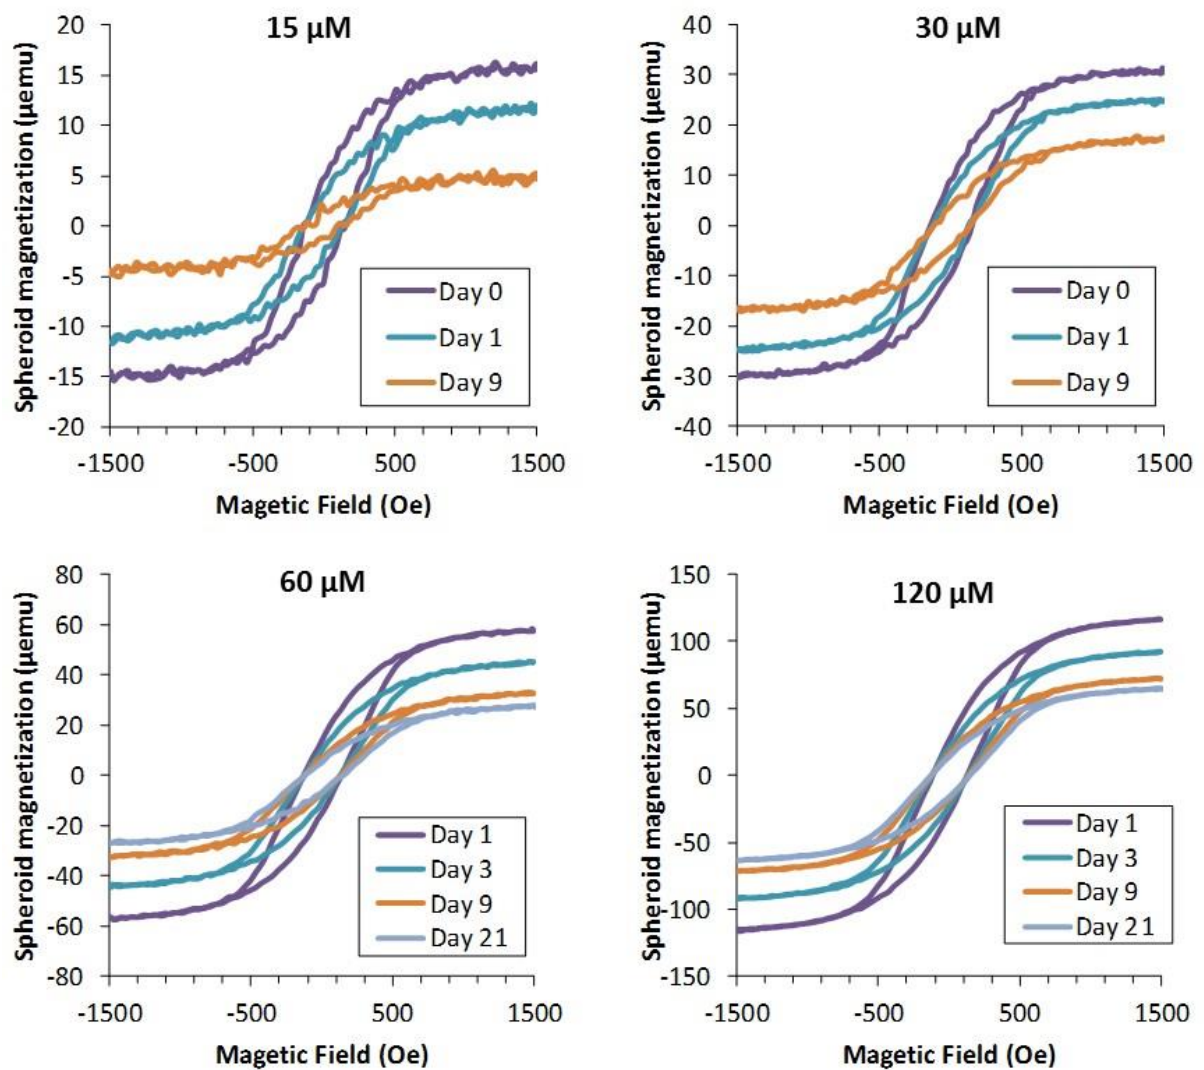 15 µM
Spheroid magnetization (µemu)
20
15
10
5
0
-5
-10
-15
-20
-1500
-500
500
1500
Magetic Field (Oe)
Day 0
Day 1
Day 9
30 µM
Spheroid magnetization (µemu)
40
30
20
10
0
-10
-20
-30
-40
-1500
-500
500
1500
Magetic Field (Oe)
Day 0
Day 1
Day 9
60 µM
Spheroid magnetization (µemu)
80
60
40
20
0
-20
-40
-60
-80
-1500
-500
500
1500
Magetic Field (Oe)
Day 1
Day 3
Day 9
Day 21
120 µM
Spheroid magnetization (µemu)
150
100
50
0
-50
-100
-150
-1500
-500
500
1500
Magetic Field (Oe)
Day 1
Day 3
Day 9
Day 21